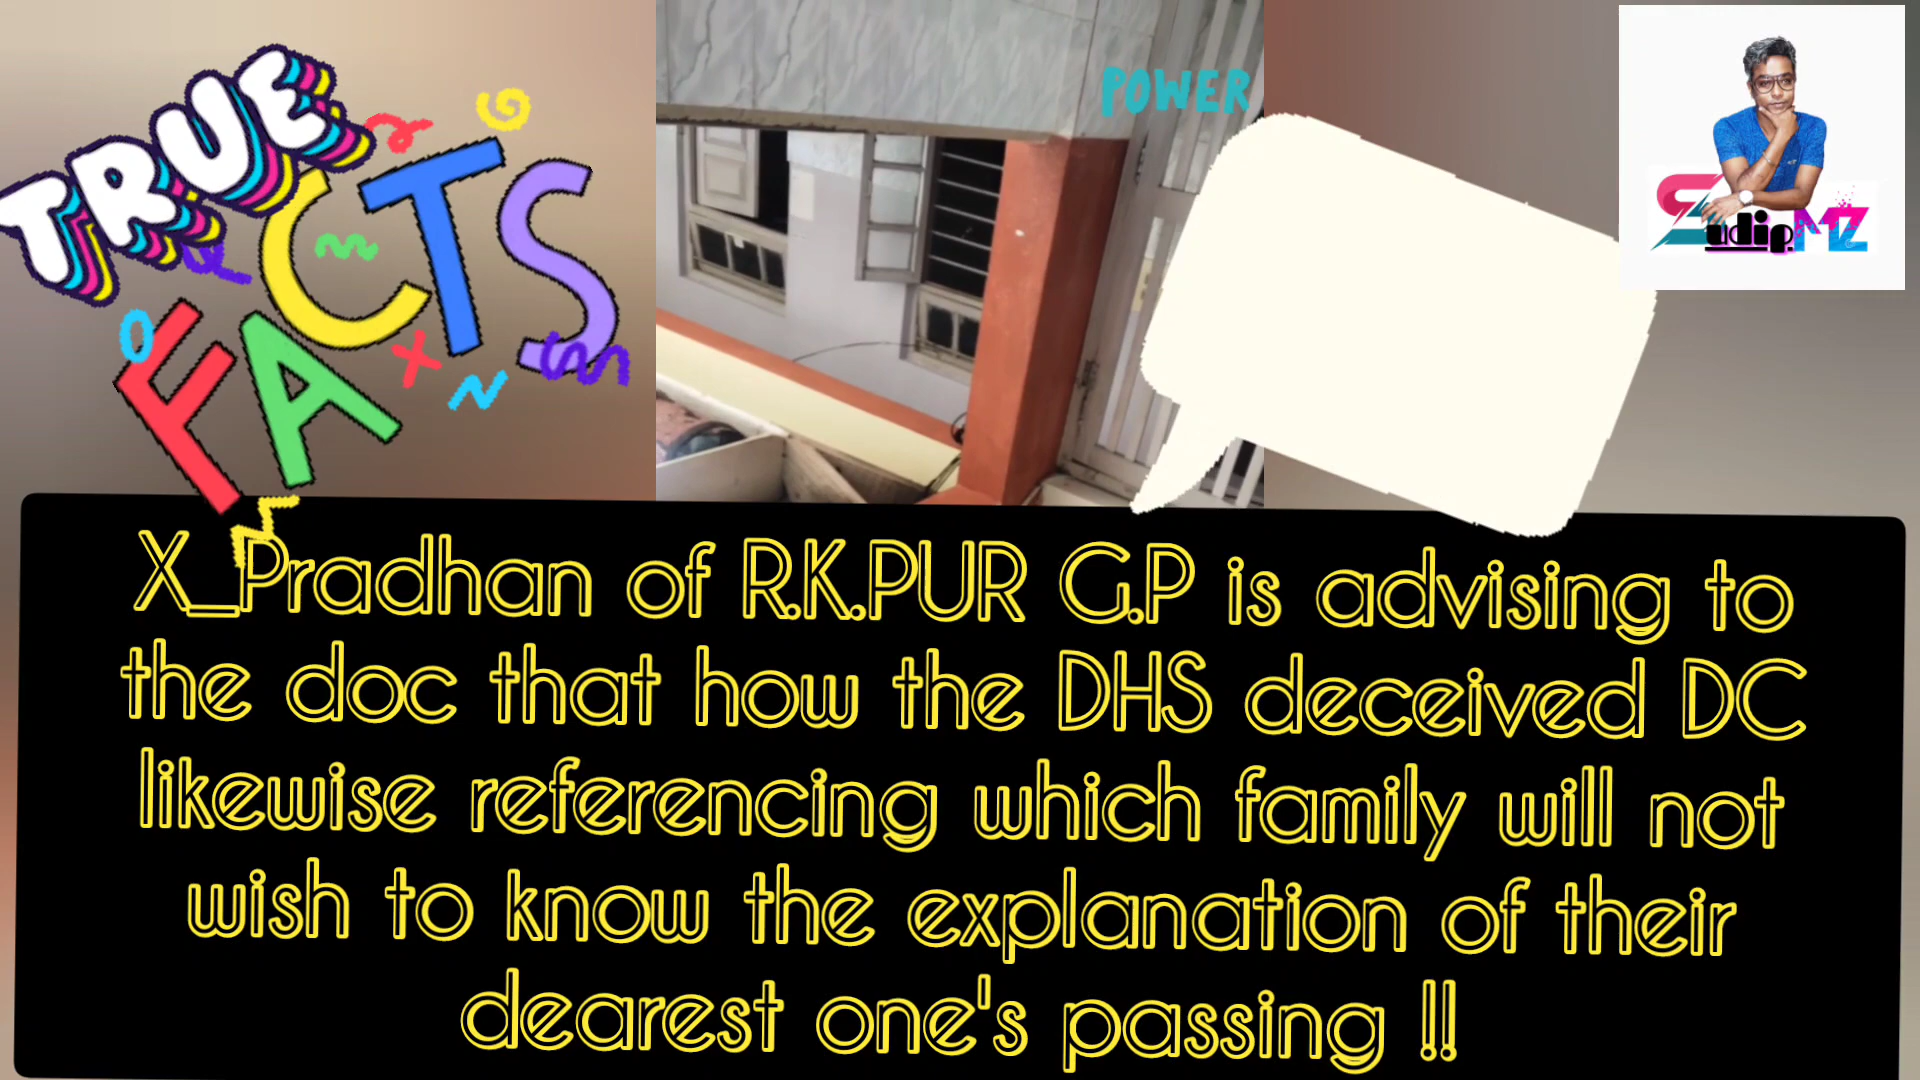 TRUE
FACTS
POWER
SudipMZ
X_Pradhan of R.K.PUR G.P is advising to
the doc that how the DHS deceived DC
likewise referencing which family will not
wish to know the explanation of their
dearest one's passing !!